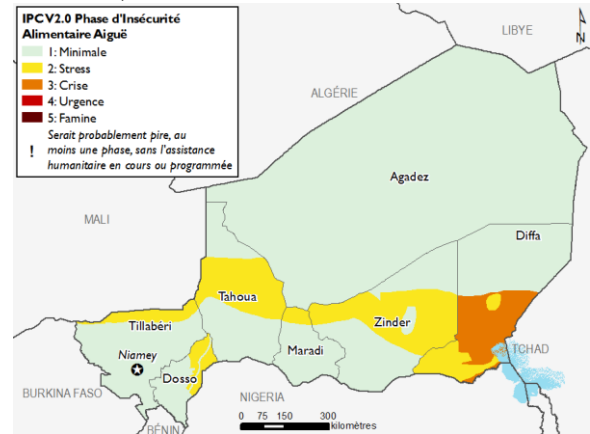 IPCV2.0 Phase d'Insécurité
Alimentaire Aiguë
1: Minimale
2: Stress
3: Crise
4: Urgence
5: Famine
Serait probablement pire, au
! moins une phase, sans l'assistance
humanitaire en cours ou programmée
LIBYE
N
ALGÉRIE
Agadez
MALI
Diffa
Tahoua
Tillabéri
Zinder
TCHAD
Niamey
Maradi
Dosso
BURKINA FASO
NIGERIA
BÉNIN
0 75 150 300
kilomètres